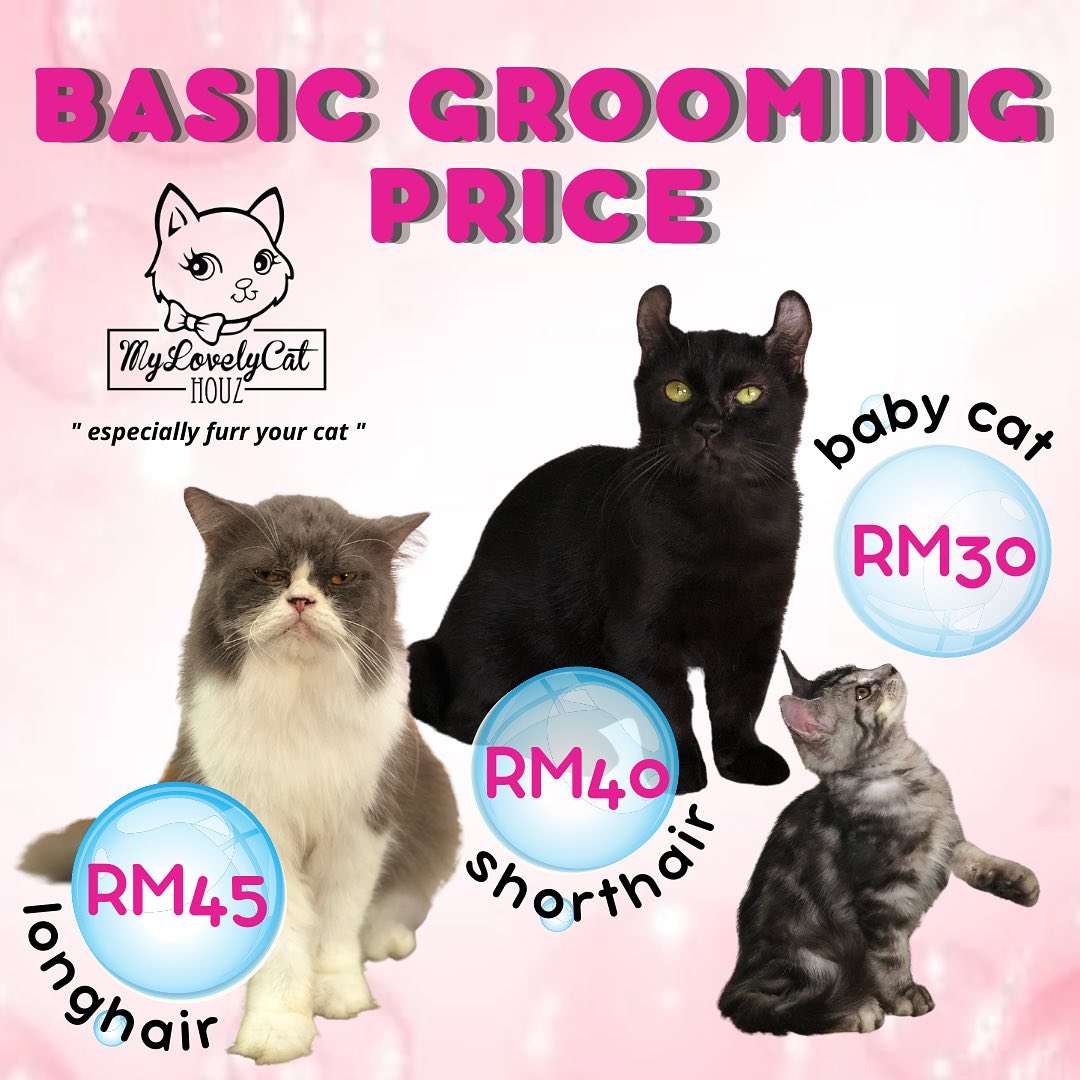 BASIC GROOMING
PRICE
MyLovelyCat
HOUZ
" especially furr your cat "
baby cat
RM30
RM40
shorthair
RM45
longhair